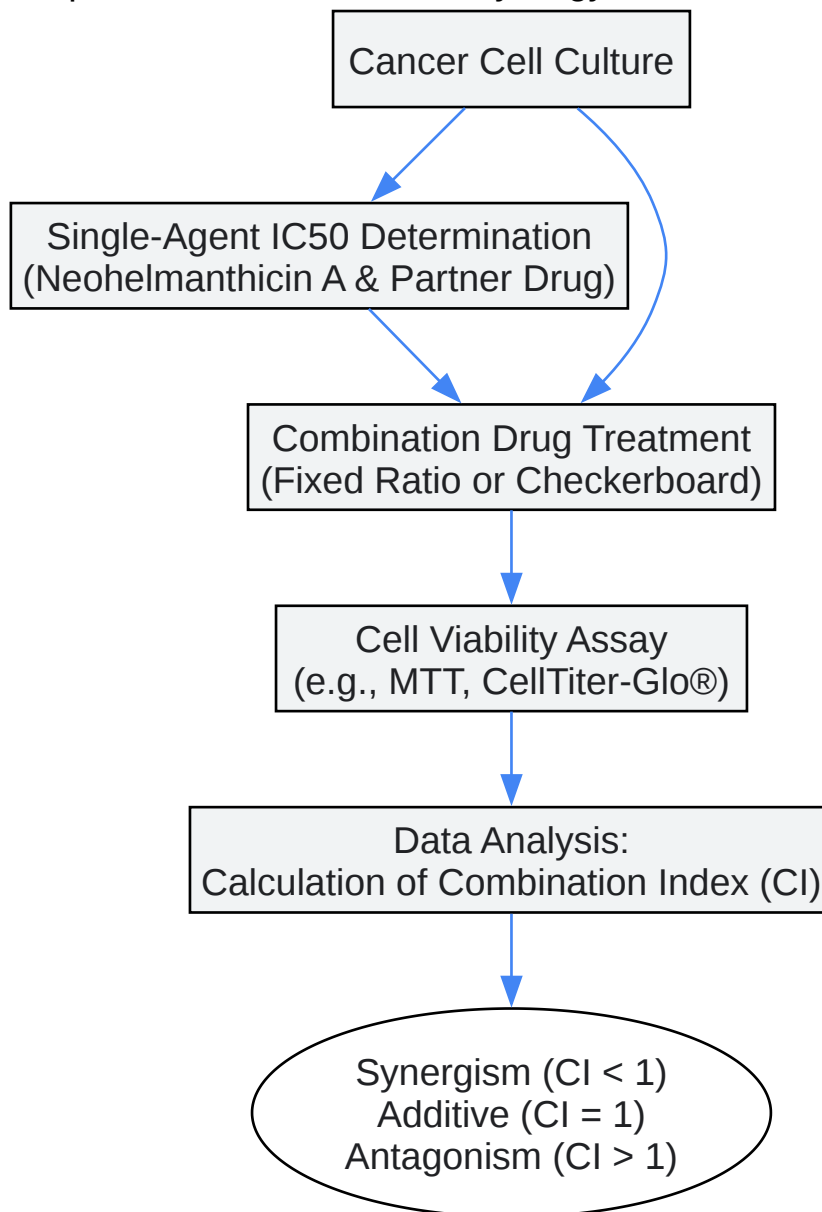 Cancer Cell Culture
Single-Agent IC50 Determination
(Neohelmanthicin A & Partner Drug)
Combination Drug Treatment
(Fixed Ratio or Checkerboard)
Cell Viability Assay
(e.g., MTT, CellTiter-Glo®)
Data Analysis:
Calculation of Combination Index (CI)
Synergism (CI < 1)
Additive (CI = 1)
Antagonism (CI > 1)